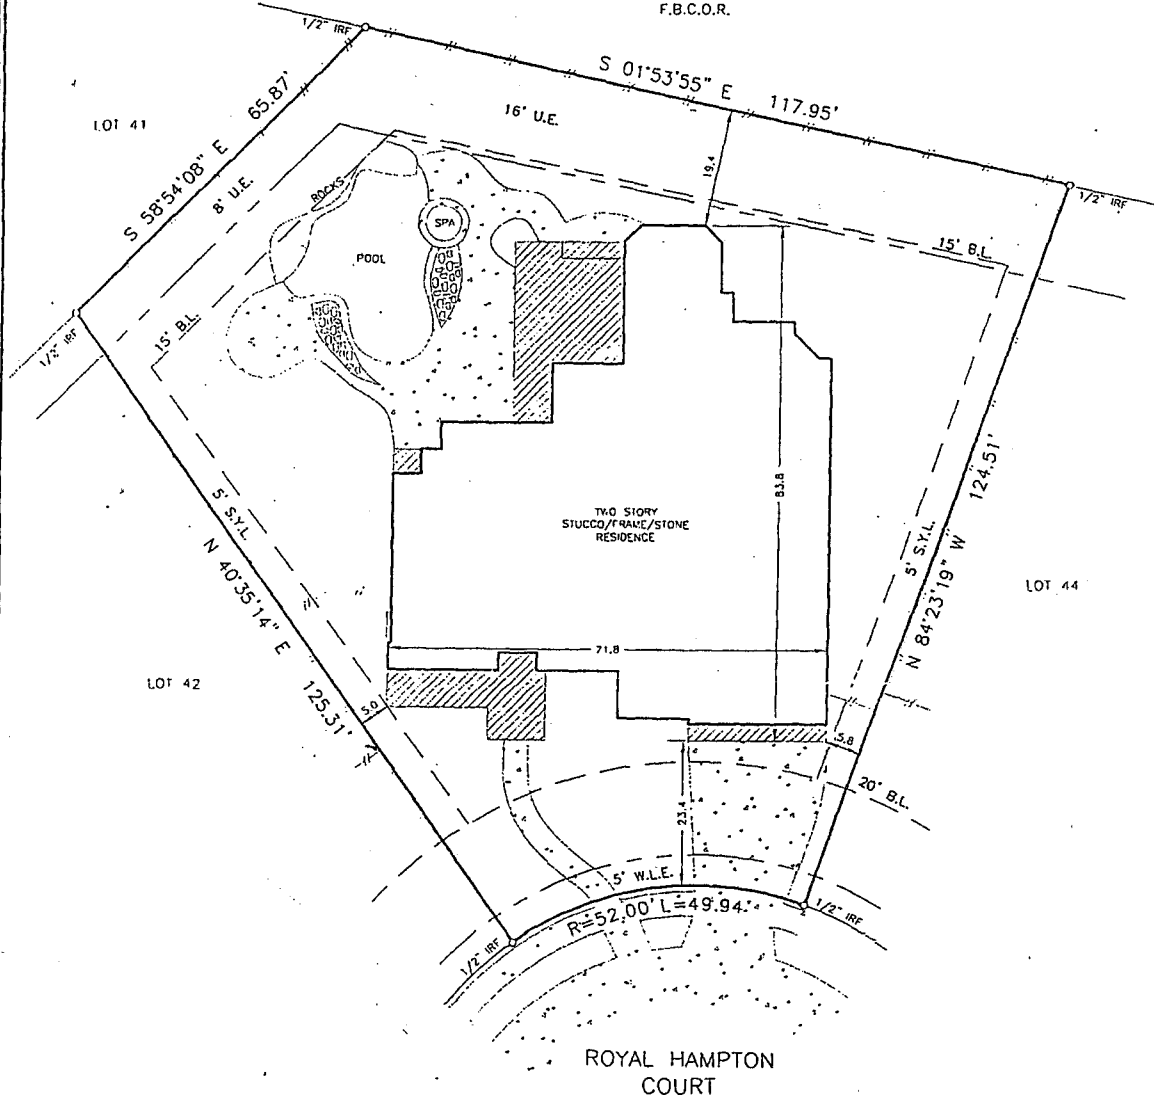 F.B.C.O.R.
1/2" IRF
S 01°53'55" E
117.95'
16' U.E.
65.87'
LOT 41
S 58°54'08" E
8' U.E.
ROCKS
SPA
POOL
19.4
1/2" IRF
15' B.L.
15' B.L.
1/2" IRF
83.8
124.51'
5' S.Y.L.
TWO STORY
STUCCO/FRAME/STONE
RESIDENCE
5' S.Y.L.
N 40°35'14" E
N 84°23'19" W
LOT 44
71.8
LOT 42
125.31'
5.0
5.8
20' B.L.
23.4
5' W.L.E.
R=52.00' L=49.94'
1/2" IRF
1/2" IRF
ROYAL HAMPTON
COURT